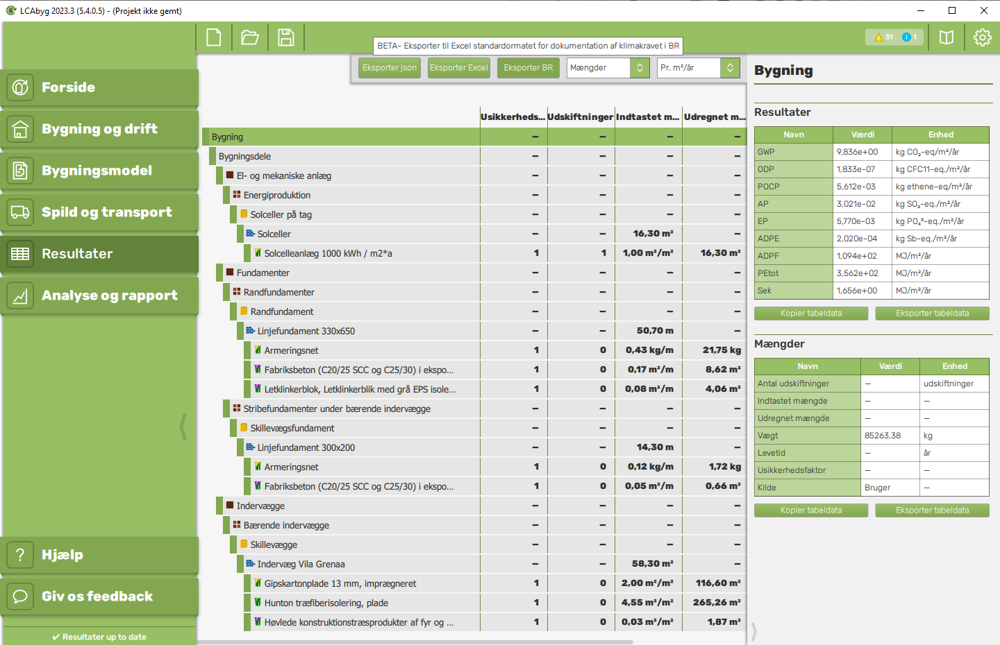 LCAbyg 2023.3 (5.4.0.5) - (Projekt ikke gemt)
31 1
BETA- Eksporter til Excel standardormatet for dokumentation af klimakravet i BR
Eksporter json Eksporter Excel Eksporter BR Mængder Pr. m²/år
Forside
Bygning og drift
Bygningsmodel
Spild og transport
Resultater
Analyse og rapport
Hjælp
Giv os feedback
✔ Resultater up to date
Usikkerheds... Udskiftninger Indtastet m... Udregnet m...
Bygning – – – –
Bygningsdele – – – –
El- og mekaniske anlæg – – – –
Energiproduktion – – – –
Solceller på tag – – – –
Solceller – – 16,30 m² –
Solcelleanlæg 1000 kWh / m2*a 1 1 1,00 m²/m² 16,30 m²
Fundamenter – – – –
Randfundamenter – – – –
Randfundament – – – –
Linjefundament 330x650 – – 50,70 m –
Armeringsnet 1 0 0,43 kg/m 21,75 kg
Fabriksbeton (C20/25 SCC og C25/30) i ekspo... 1 0 0,17 m³/m 8,62 m³
Letklinkerblok, Letklinkerblik med grå EPS isole... 1 0 0,08 m³/m 4,06 m³
Stribefundamenter under bærende indervægge – – – –
Skillevægsfundament – – – –
Linjefundament 300x200 – – 14,30 m –
Armeringsnet 1 0 0,12 kg/m 1,72 kg
Fabriksbeton (C20/25 SCC og C25/30) i ekspo... 1 0 0,05 m³/m 0,66 m³
Indervægge – – – –
Bærende indervægge – – – –
Skillevægge – – – –
Indervæg Vila Grenaa – – 58,30 m² –
Gipskartonplade 13 mm, imprægneret 1 0 2,00 m²/m² 116,60 m²
Hunton træfiberisolering, plade 1 0 4,55 m²/m² 265,26 m²
Høvlede konstruktionstræsprodukter af fyr og ... 1 0 0,03 m³/m² 1,87 m³
Bygning
Resultater
Navn Værdi Enhed
GWP 9,836e+00 kg CO₂-eq/m²/år
ODP 1,833e-07 kg CFC11-eq./m²/år
POCP 5,612e-03 kg ethene-eq/m²/år
AP 3,021e-02 kg SO₂-eq./m²/år
EP 5,770e-03 kg PO₄³-eq./m²/år
ADPE 2,020e-04 kg Sb-eq./m²/år
ADPF 1,094e+02 MJ/m²/år
PEtot 3,562e+02 MJ/m²/år
Sek 1,656e+00 MJ/m²/år
Kopier tabeldata Eksporter tabeldata
Mængder
Navn Værdi Enhed
Antal udskiftninger – udskiftninger
Indtastet mængde – –
Udregnet mængde – –
Vægt 85263,38 kg
Levetid – år
Usikkerhedsfaktor – –
Kilde Bruger –
Kopier tabeldata Eksporter tabeldata